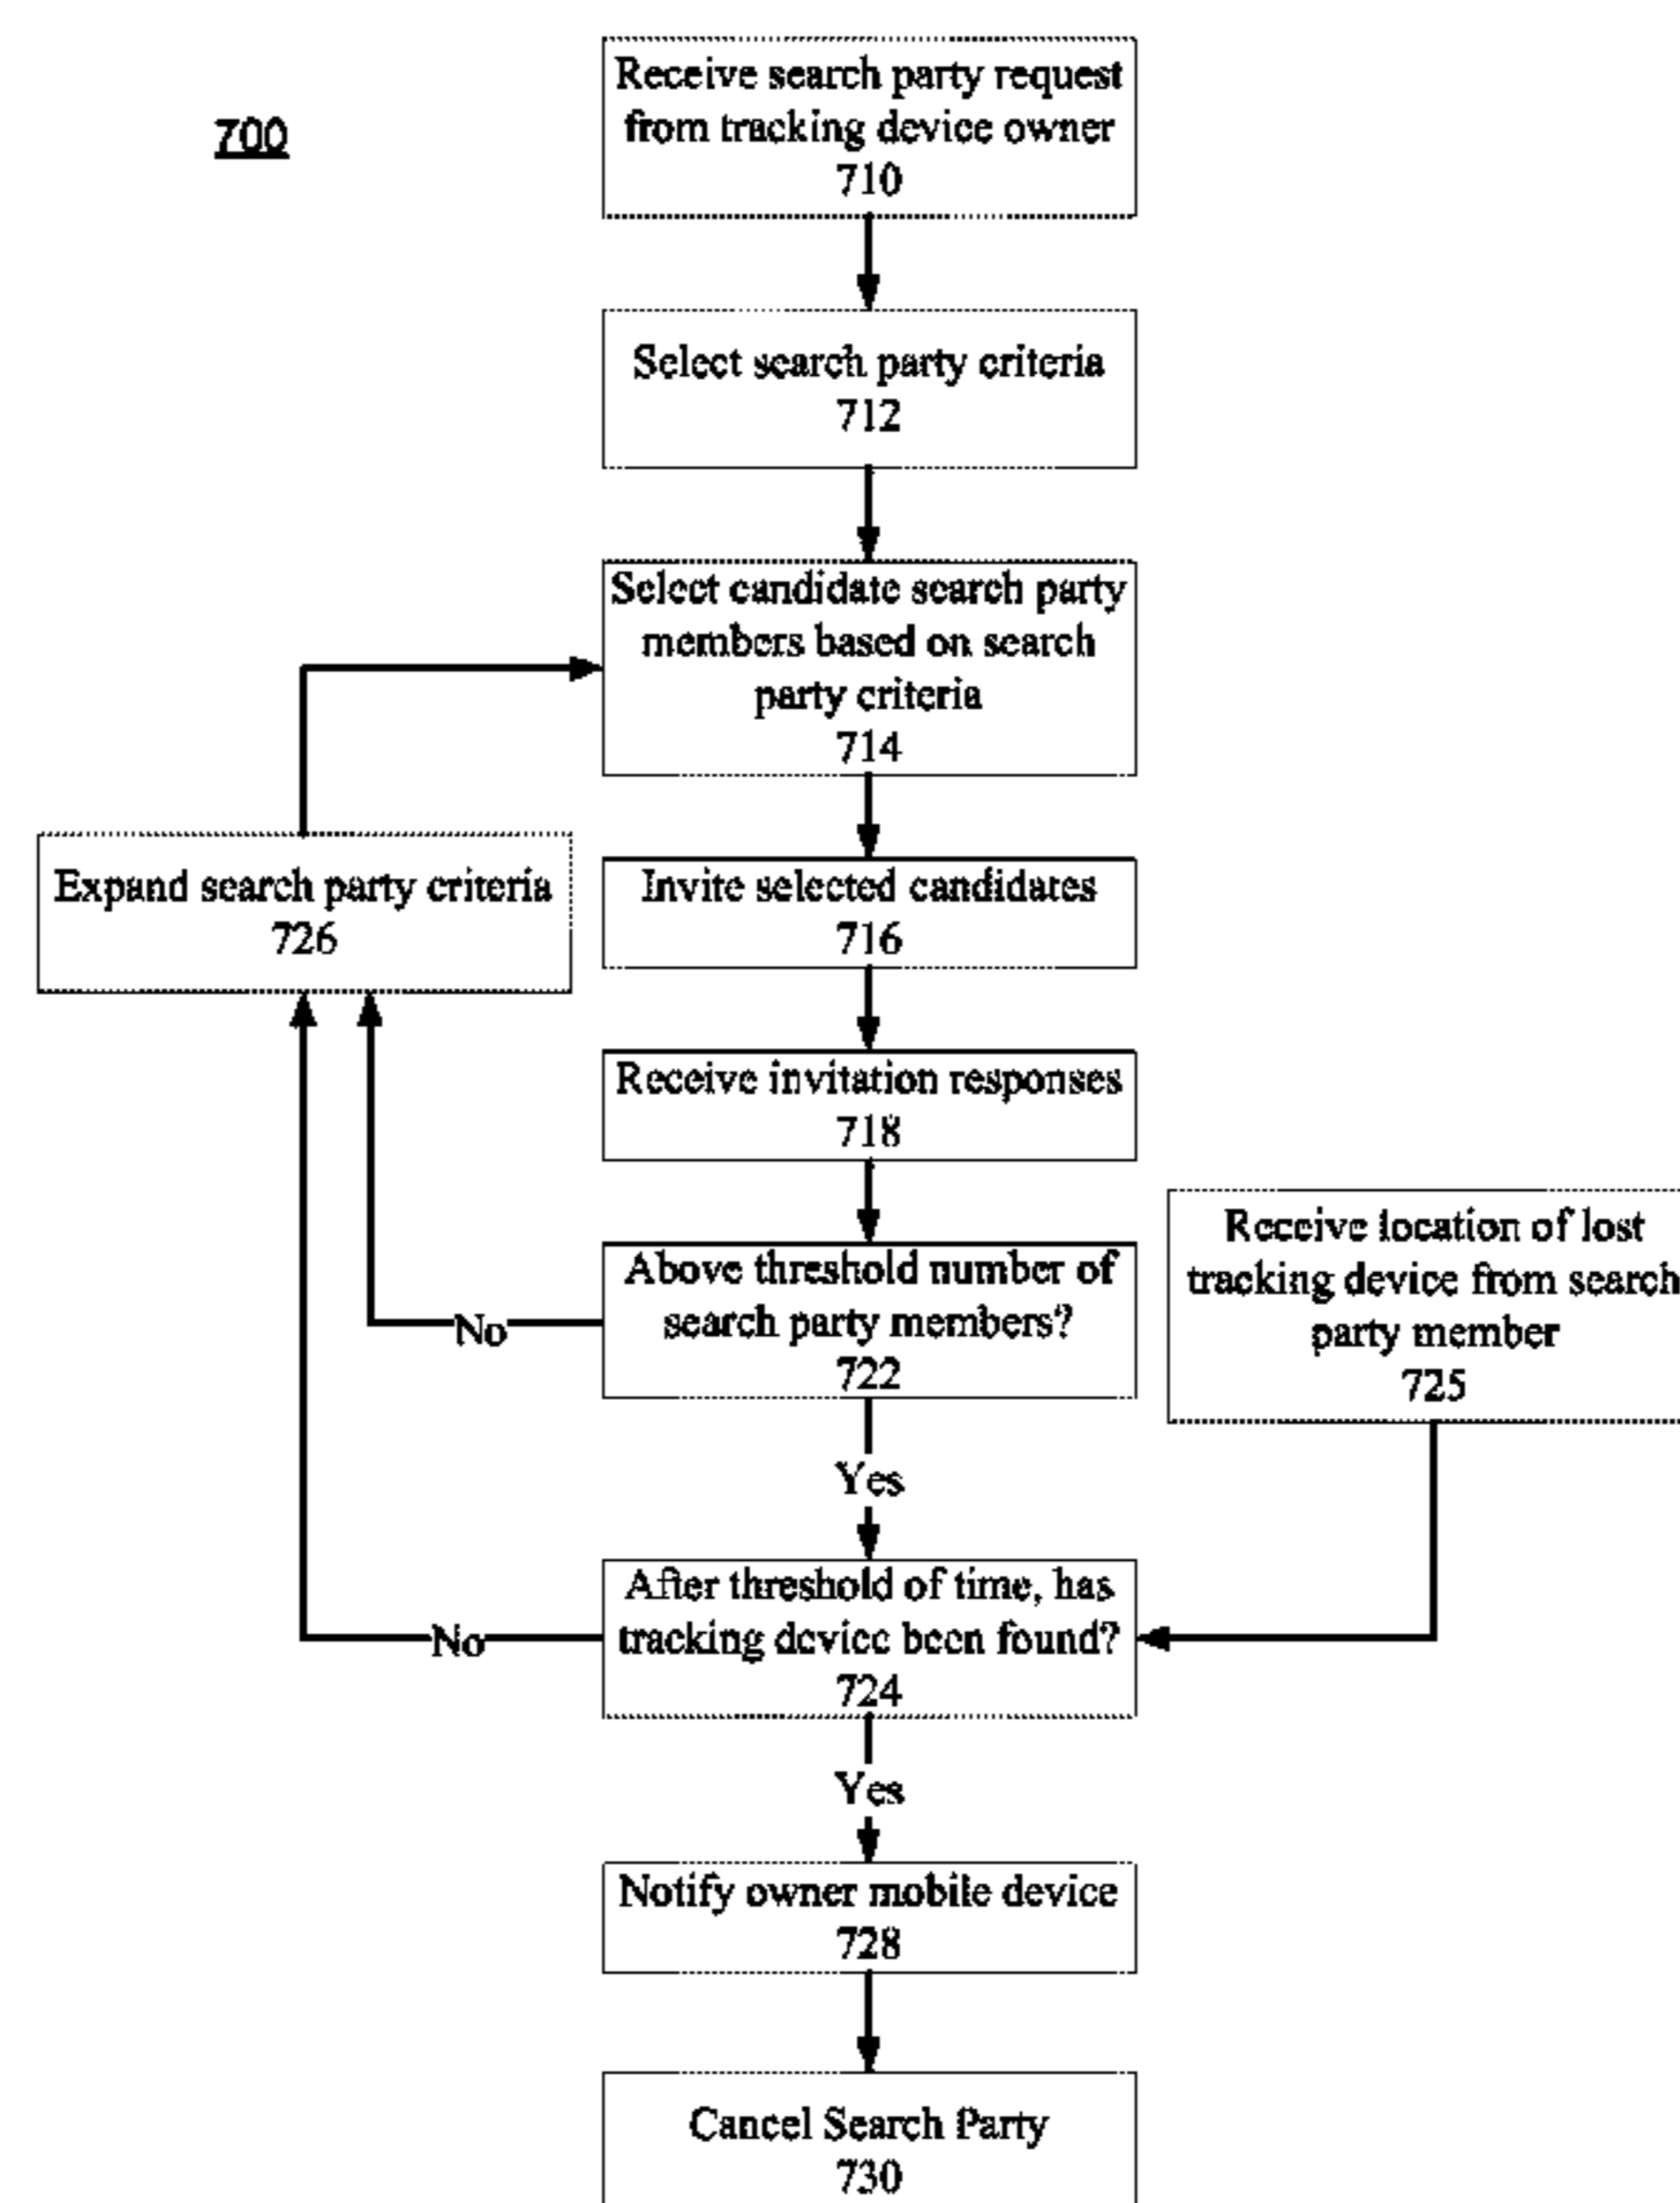 700
Receive search party request
from tracking device owner
710
Select search party criteria
712
Select candidate search party
members based on search
party criteria
714
Expand search party criteria
726
Invite selected candidates
716
Receive invitation responses
718
Above threshold number of
search party members?
722
No
Yes
Receive location of lost
tracking device from search
party member
725
After threshold of time, has
tracking device been found?
724
No
Yes
Notify owner mobile device
728
Cancel Search Party
730